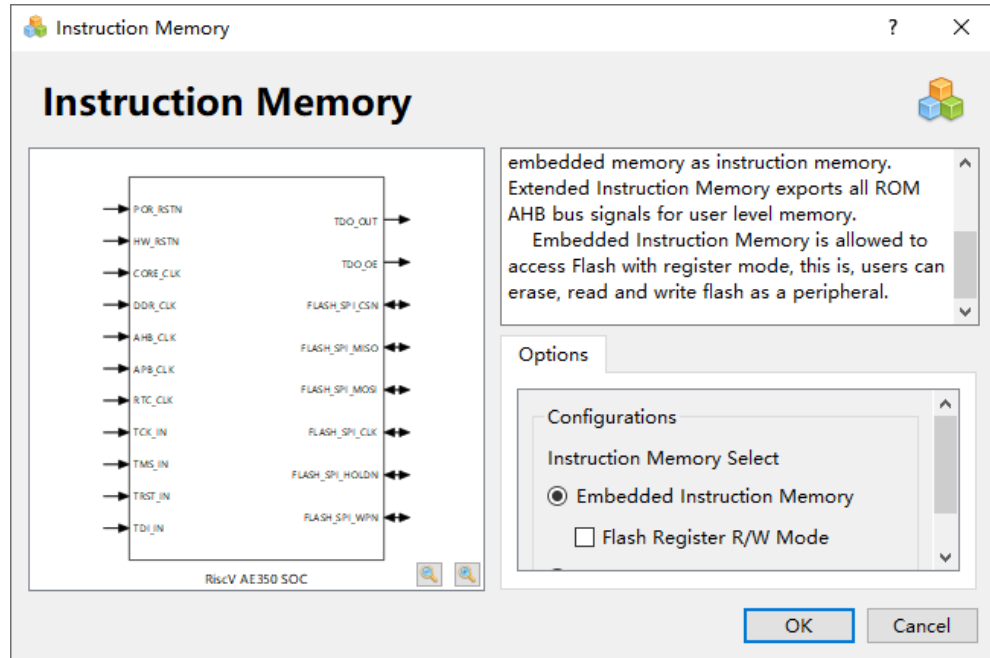 Instruction Memory
?
Instruction Memory
POR_RSTN
HW_RSTN
CORE_CLK
DDR_CLK
AHB_CLK
APB_CLK
RTC_CLK
TCK_IN
TMS_IN
TRST_IN
TDI_IN
TDO_OUT
TDO_OE
FLASH_SPI_CSN
FLASH_SPI_MISO
FLASH_SPI_MOSI
FLASH_SPI_CLK
FLASH_SPI_HOLDN
FLASH_SPI_WPN
RiscV AE350 SOC
embedded memory as instruction memory.
Extended Instruction Memory exports all ROM
AHB bus signals for user level memory.
Embedded Instruction Memory is allowed to
access Flash with register mode, this is, users can
erase, read and write flash as a peripheral.
Options
Configurations
Instruction Memory Select
Embedded Instruction Memory
Flash Register R/W Mode
OK
Cancel